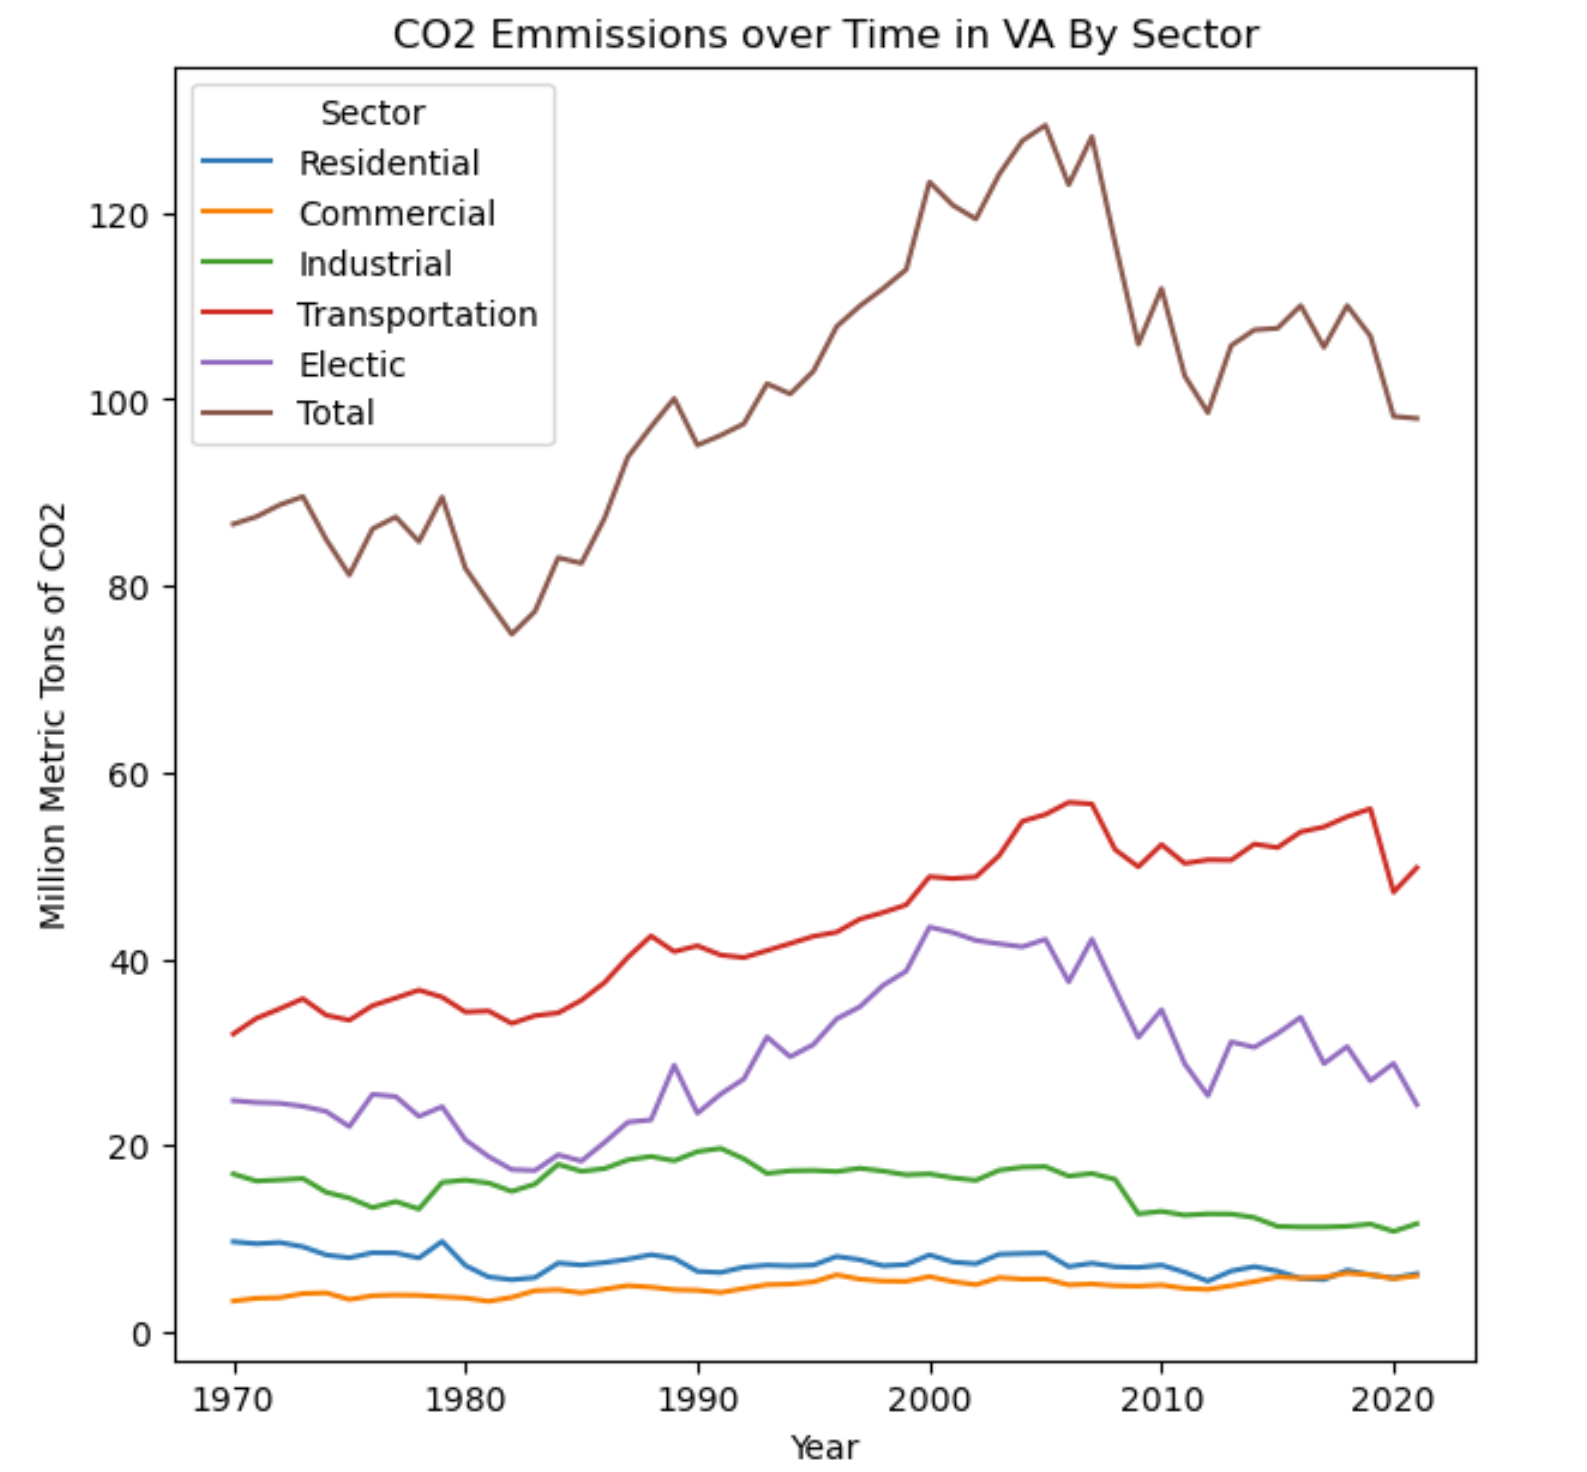 CO2 Emmissions over Time in VA By Sector
Sector
Residential
Commercial
Industrial
Transportation
Electic
Total
120
100
80
60
40
20
0
Million Metric Tons of CO2
1970 1980 1990 2000 2010 2020
Year